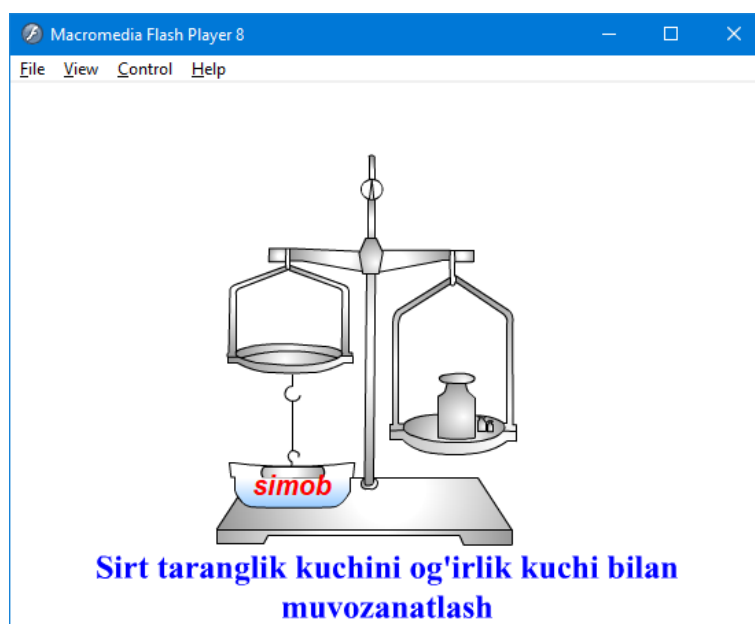 Macromedia Flash Player 8
File View Control Help
simob
Sirt taranglik kuchini og'irlik kuchi bilan
muvozanatlash